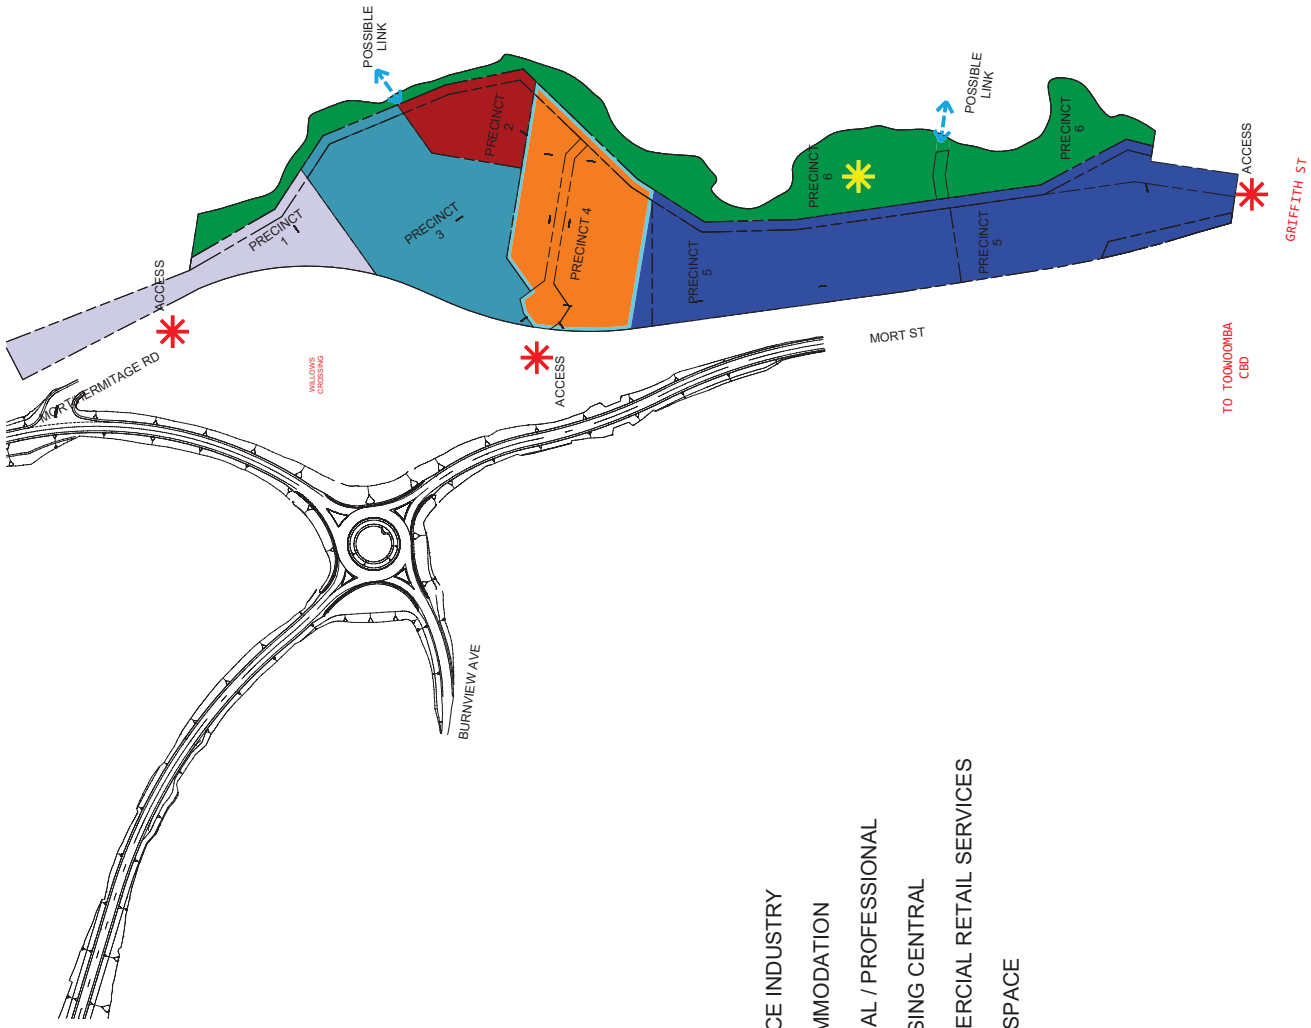 POSSIBLE
LINK
PRECINCT
2
PRECINCT
1
PRECINCT
3
PRECINCT 4
PRECINCT
5
PRECINCT
6
POSSIBLE
LINK
PRECINCT
6
PRECINCT
5
ACCESS
GRIFFITH ST
ACCESS
WILLOWS
CROSSING
ACCESS
MORT ST
TO TOOWOOMBA
CBD
HERMITAGE RD
BURNVIEW AVE
CE INDUSTRY
MMODATION
AL / PROFESSIONAL
SING CENTRAL
ERCIAL RETAIL SERVICES
SPACE